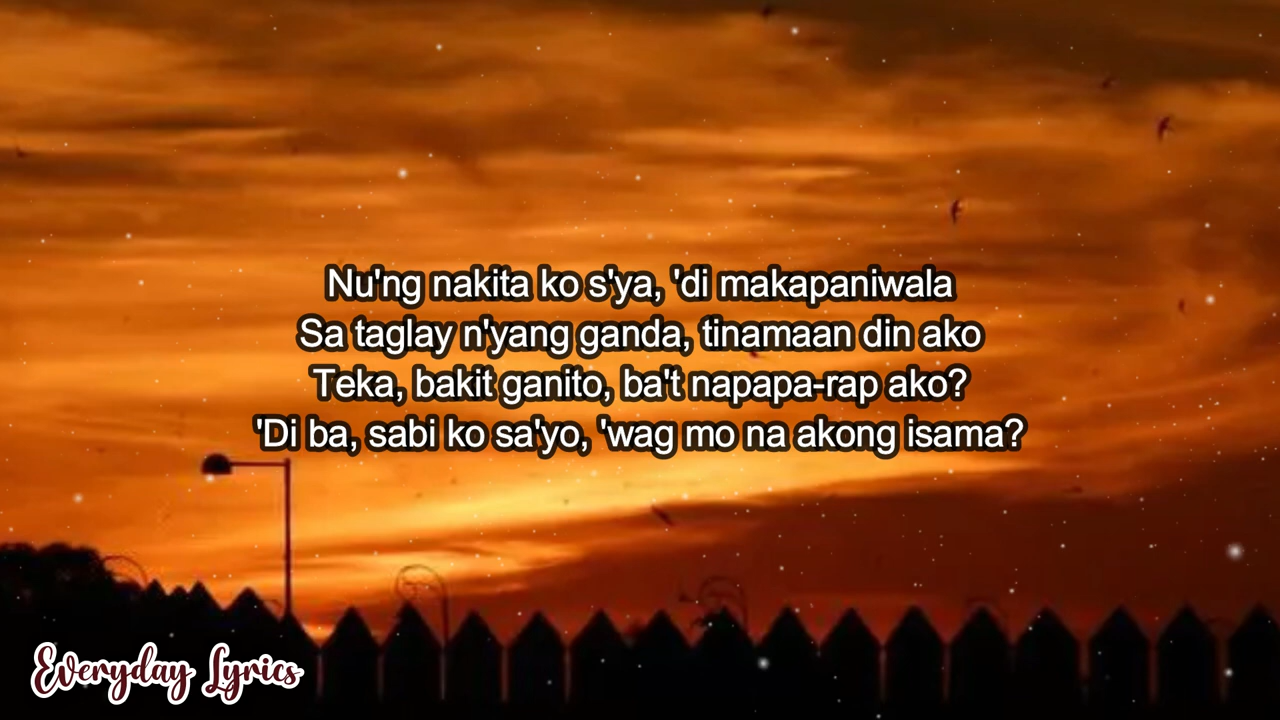 Nu'ng nakita ko s'ya, 'di makapaniwala
Sa taglay n'yang ganda, tinamaan din ako
Teka, bakit ganito, ba't napapa-rap ako?
'Di ba, sabi ko sa'yo, 'wag mo na akong isama?
Everyday Lyrics